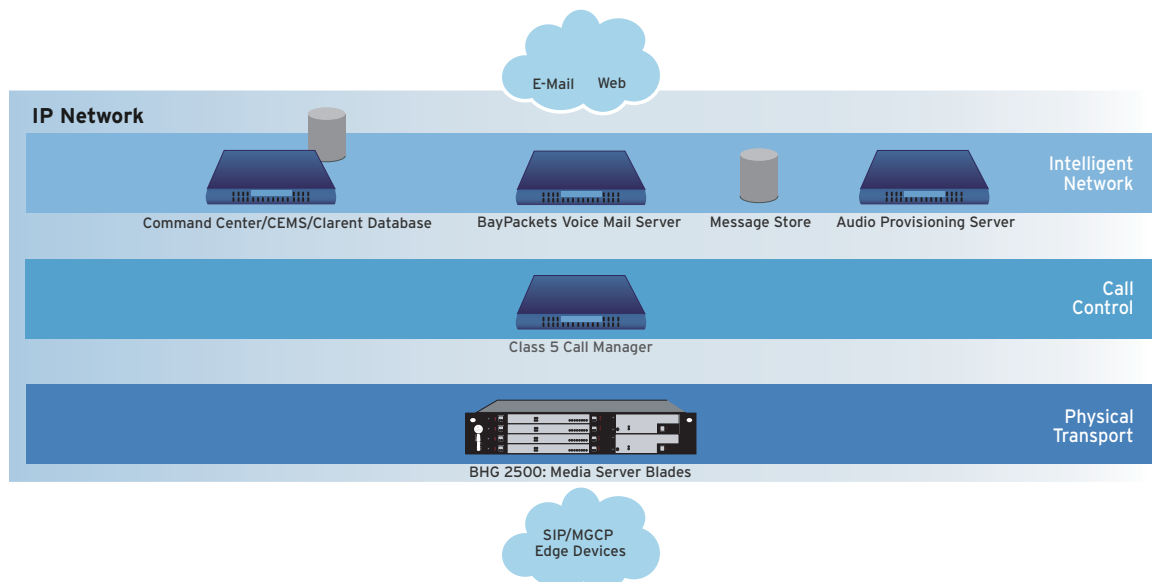 E-Mail Web
IP Network
Intelligent
Network
Command Center/CEMS/Clarent Database
BayPackets Voice Mail Server
Message Store
Audio Provisioning Server
Call
Control
Class 5 Call Manager
Physical
Transport
BHG 2500: Media Server Blades
SIP/MGCP
Edge Devices